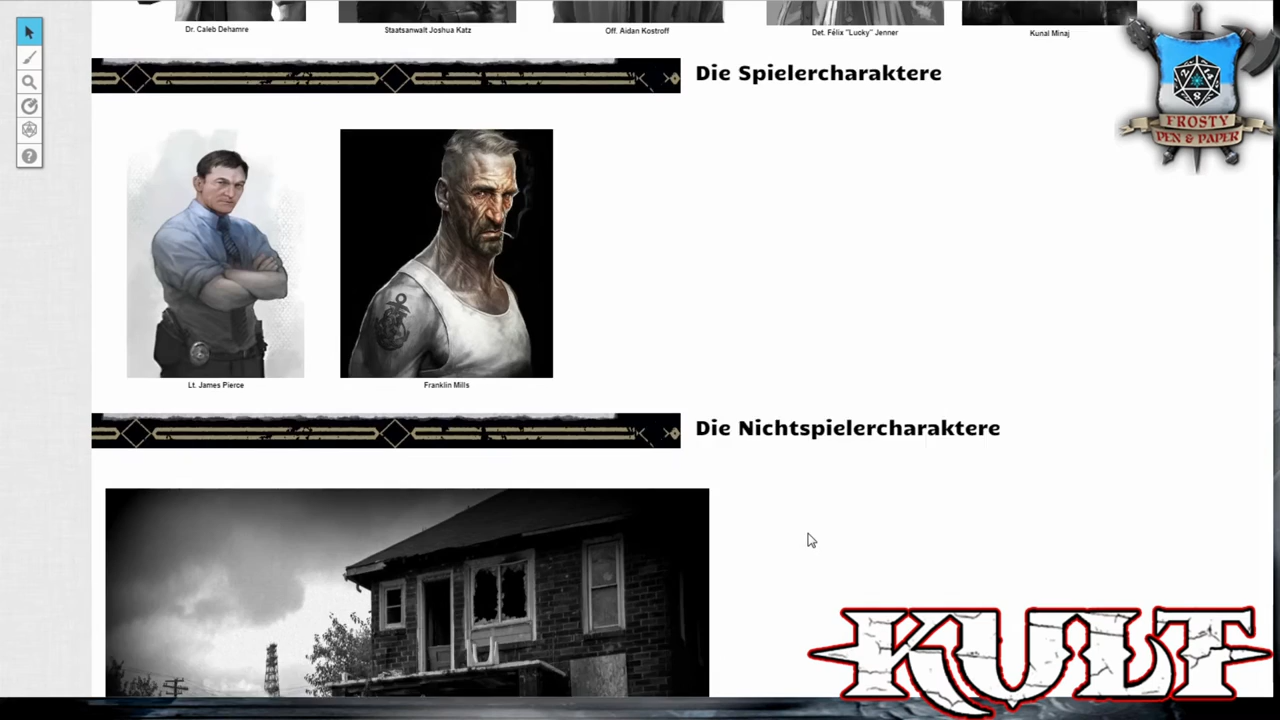 Dr. Caleb Dehamre
Staatsanwalt Joshua Katz
Off. Aidan Kostroff
Det. Félix "Lucky" Jenner
Kunal Minaj
Die Spielercharaktere
FROSTY
PEN & PAPER
Lt. James Pierce
Franklin Mills
Die Nichtspielercharaktere
KULT